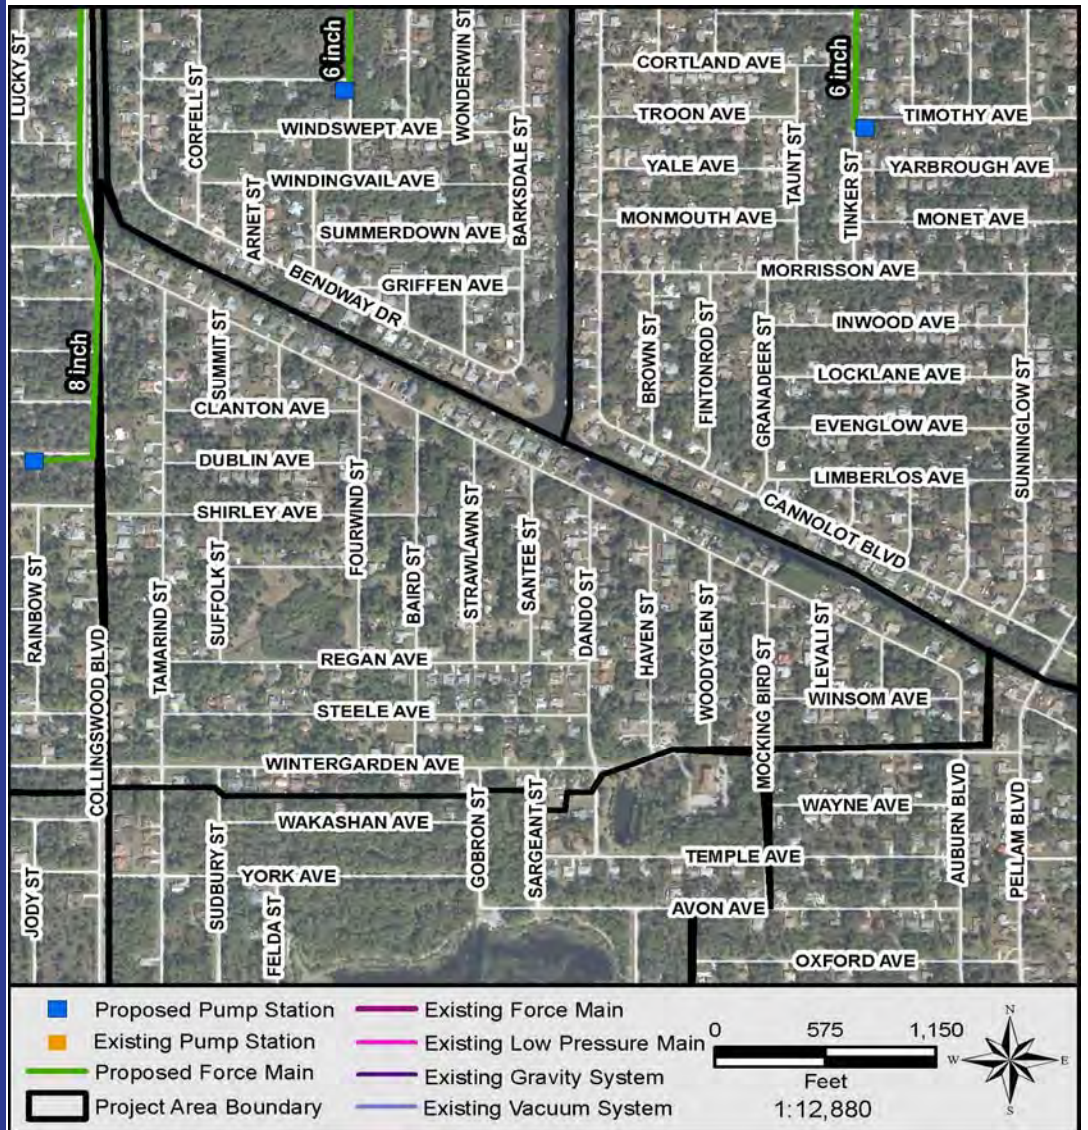 LUCKY ST
6 inch
WONDERWIN ST
CORTLAND AVE
6 inch
CORFELL ST
WINDSWEPT AVE
BARKSDALE ST
TROON AVE
TAUNT ST
TIMOTHY AVE
YALE AVE
TINKER ST
YARBROUGH AVE
WINDINGVAIL AVE
ARNET ST
SUMMERDOWN AVE
MONMOUTH AVE
MONET AVE
BENDWAY DR
GRIFFEN AVE
MORRISSON AVE
8 inch
SUMMIT ST
BROWN ST
FINTONROD ST
GRANADEER ST
INWOOD AVE
LOCKLANE AVE
SUNNINGLOW ST
CLANTON AVE
EVENGLOW AVE
DUBLIN AVE
LIMBERLOS AVE
SHIRLEY AVE
FOURWIND ST
STRAWLAWN ST
SANTEE ST
CANNOLOT BLVD
RAINBOW ST
COLLINGSWOOD BLVD
TAMARIND ST
SUFFOLK ST
BAIRD ST
DANDO ST
HAVEN ST
WOODYGLEN ST
MOCKING BIRD ST
LEVALI ST
REGAN AVE
WINSOM AVE
STEELE AVE
WINTERGARDEN AVE
WAKASHAN AVE
GOBRON ST
SARGEANT ST
WAYNE AVE
AUBURN BLVD
PELLAM BLVD
JODY ST
SUDBURY ST
YORK AVE
TEMPLE AVE
FELDA ST
AVON AVE
OXFORD AVE
Proposed Pump Station
Existing Pump Station
Proposed Force Main
Project Area Boundary
Existing Force Main
Existing Low Pressure Main
Existing Gravity System
Existing Vacuum System
0 575 1,150
Feet
1:12,880
N
W E
S